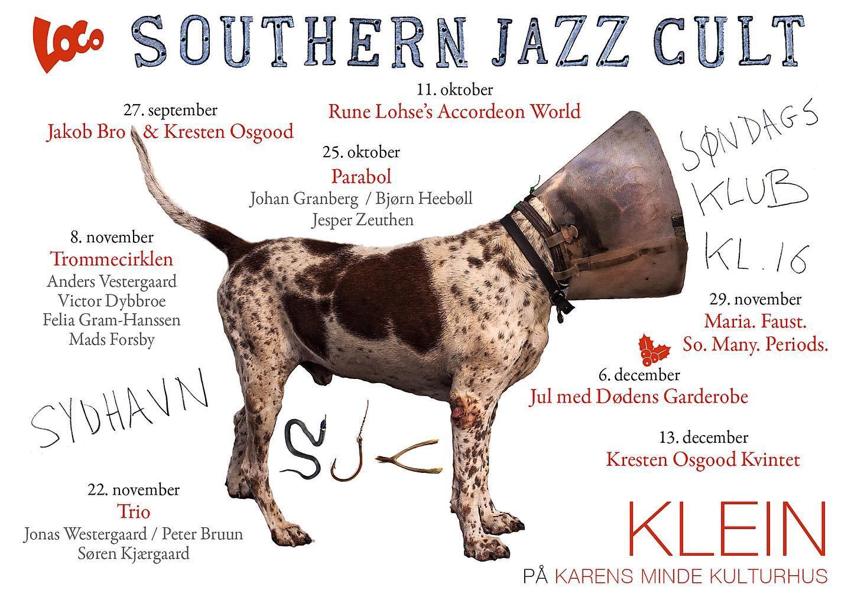 LOCO SOUTHERN JAZZ CULT
11. oktober
Rune Lohse's Accordeon World
27. september
Jakob Bro & Kresten Osgood
25. oktober
Parabol
Johan Granberg / Bjørn Heebøll
Jesper Zeuthen
SØNDAGS
KLUB
KL. 16
8. november
Trommecirklen
Anders Vestergaard
Victor Dybbroe
Felia Gram-Hanssen
Mads Forsby
29. november
Maria. Faust.
So. Many. Periods.
6. december
Jul med Dødens Garderobe
SYDHAVN
SJC
13. december
Kresten Osgood Kvintet
22. november
Trio
Jonas Westergaard / Peter Bruun
Søren Kjærgaard
KLEIN
PÅ KARENS MINDE KULTURHUS